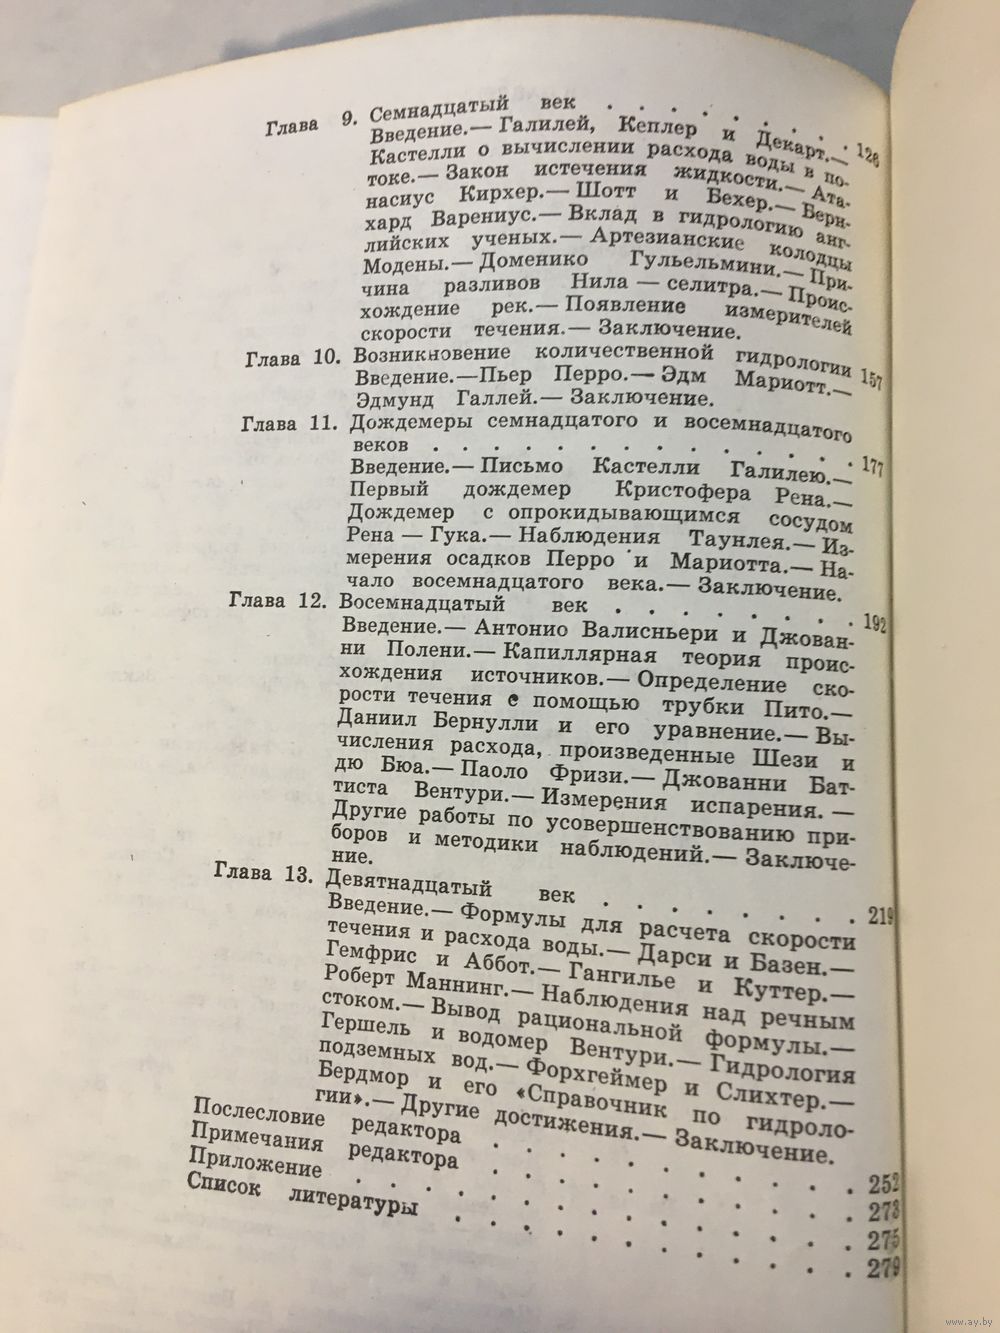 Глава 9. Семнадцатый век . . . . . . . . 128
Введение.— Галилей, Кеплер и Декарт.—
Кастелли о вычислении расхода воды в по-
токе.— Закон истечения жидкости.— Ата-
насиус Кирхер.— Шотт и Бехер.— Берн-
хард Варениус.— Вклад в гидрологию анг-
лийских ученых.— Артезианские колодцы
Модены.— Доменико Гульельмини.— При-
чина разливов Нила — селитра.— Проис-
хождение рек.— Появление измерителей
скорости течения.— Заключение.
Глава 10. Возникновение количественной гидрологии 157
Введение.—Пьер Перро.— Эдм Мариотт.—
Эдмунд Галлей.— Заключение.
Глава 11. Дождемеры семнадцатого и восемнадцатого
веков . . . . . . . . . . . . . . 177
Введение.— Письмо Кастелли Галилею.—
Первый дождемер Кристофера Рена.—
Дождемер с опрокидывающимся сосудом
Рена — Гука.— Наблюдения Таунлея.— Из-
мерения осадков Перро и Мариотта.— На-
чало восемнадцатого века.— Заключение.
Глава 12. Восемнадцатый век . . . . . . . . 192
Введение.— Антонио Валисньери и Джован-
ни Полени.— Капиллярная теория проис-
хождения источников.— Определение ско-
рости течения с помощью трубки Пито.—
Даниил Бернулли и его уравнение.— Вы-
числения расхода, произведенные Шези и
дю Бюа.— Паоло Фризи.— Джованни Бат-
тиста Вентури.— Измерения испарения. —
Другие работы по усовершенствованию при-
боров и методики наблюдений.— Заключе-
ние.
Глава 13. Девятнадцатый век . . . . . . . . 219
Введение.— Формулы для расчета скорости
течения и расхода воды.— Дарси и Базен.—
Гемфрис и Аббот.— Гангилье и Куттер.—
Роберт Маннинг.— Наблюдения над речным
стоком.— Вывод рациональной формулы.—
Гершель и водомер Вентури.— Гидрология
подземных вод.— Форхгеймер и Слихтер.—
Бердмор и его «Справочник по гидроло-
гии».— Другие достижения.— Заключение.
Послесловие редактора . . . . . . . . . . 252
Примечания редактора . . . . . . . . . . 273
Приложение . . . . . . . . . . . . . . 275
Список литературы . . . . . . . . . . . 279
www.ay.by